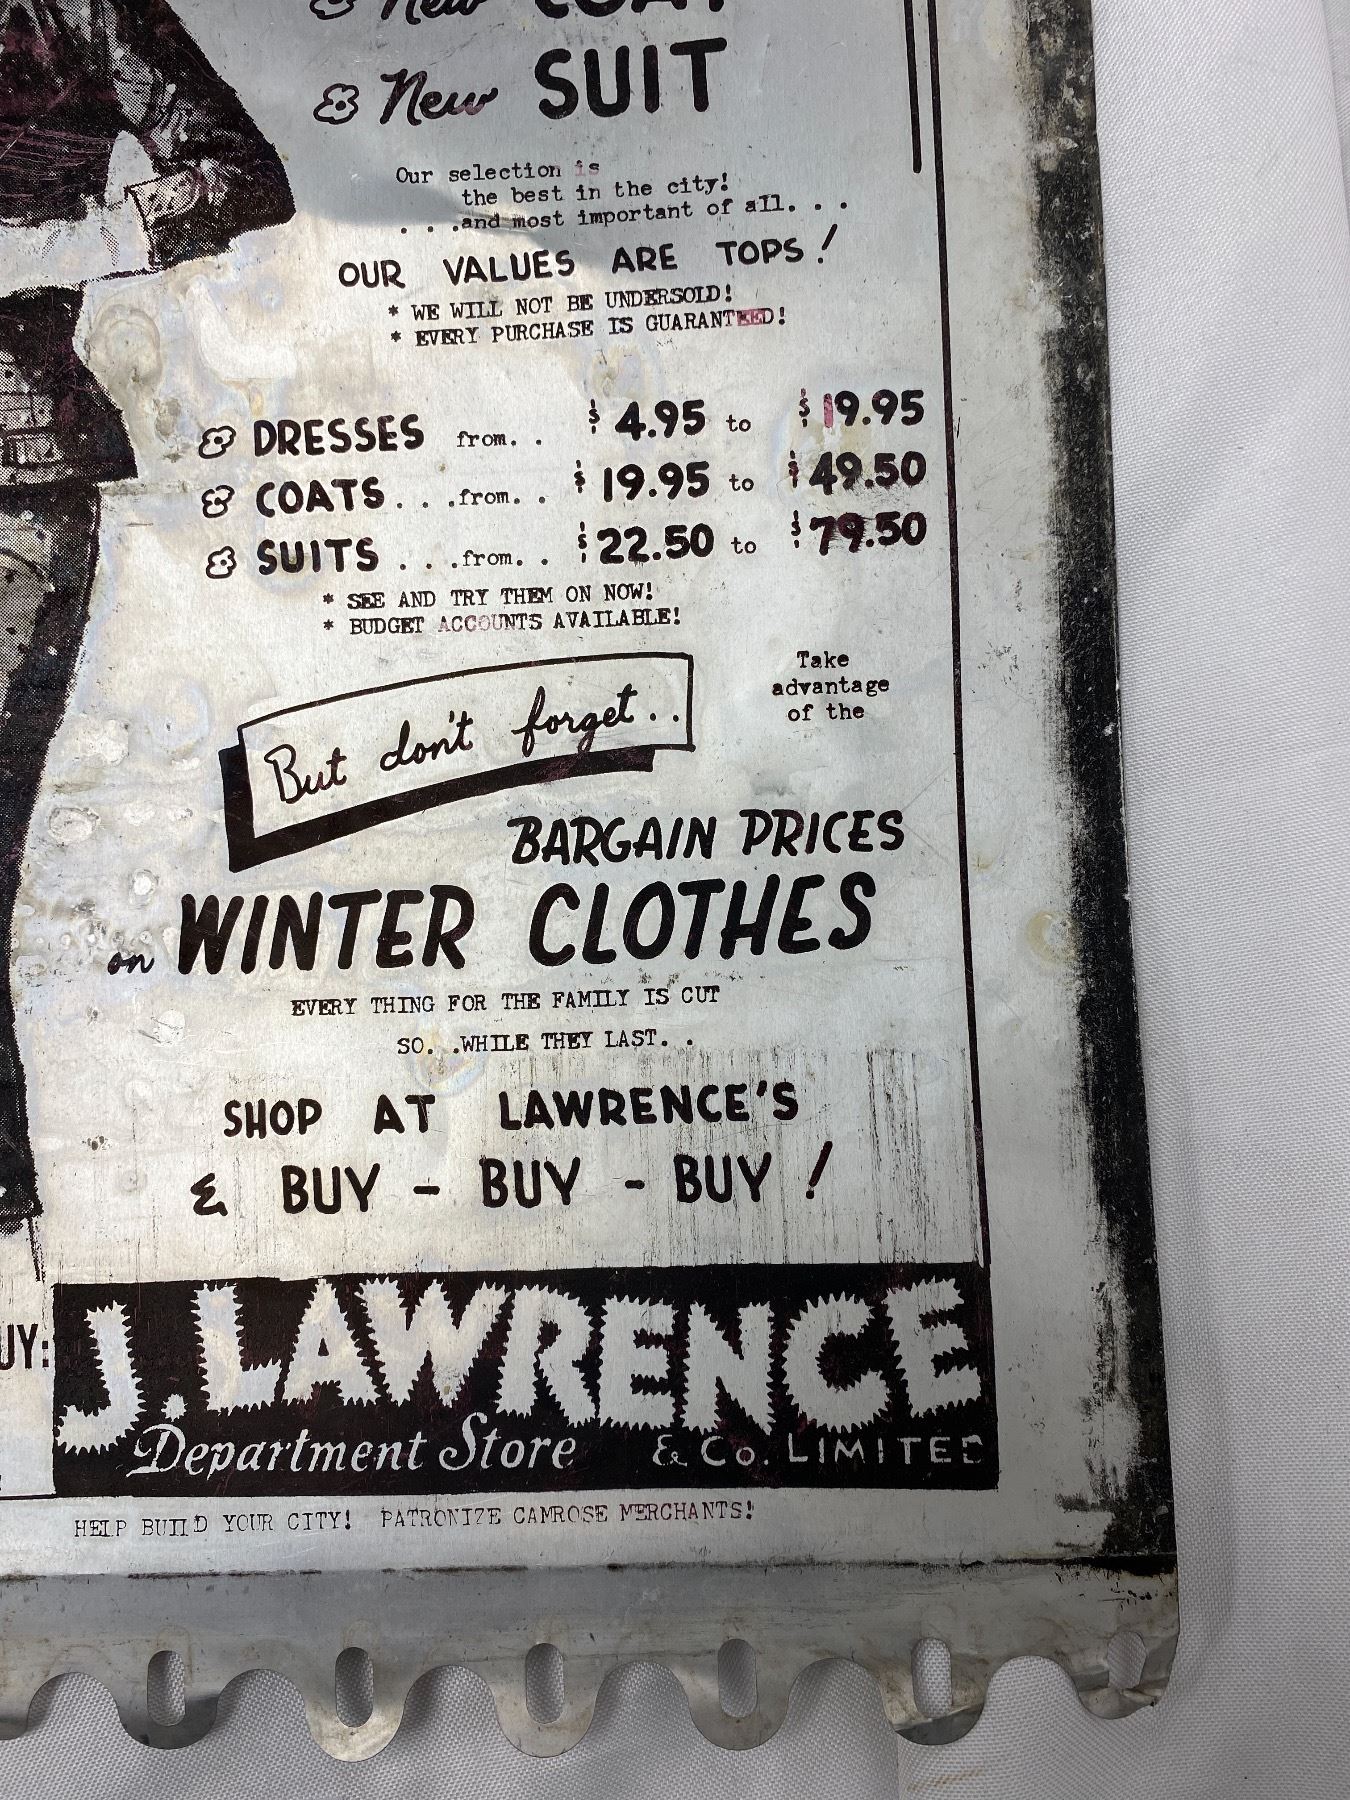 New COAT
New SUIT
Our selection is
the best in the city!
. . .and most important of all. . .
OUR VALUES ARE TOPS!
* WE WILL NOT BE UNDERSOLD!
* EVERY PURCHASE IS GUARANTEED!
DRESSES from. . $4.95 to $19.95
COATS. . .from. . $19.95 to $49.50
SUITS . . .from. . $22.50 to $79.50
* SEE AND TRY THEM ON NOW!
* BUDGET ACCOUNTS AVAILABLE!
But don't forget..
Take
advantage
of the
BARGAIN PRICES
on WINTER CLOTHES
EVERY THING FOR THE FAMILY IS CUT
SO. .WHILE THEY LAST. .
SHOP AT LAWRENCE'S
& BUY - BUY - BUY!
UY:
J. LAWRENCE
Department Store & Co. LIMITED
HELP BUILD YOUR CITY! PATRONIZE CAMROSE MERCHANTS!